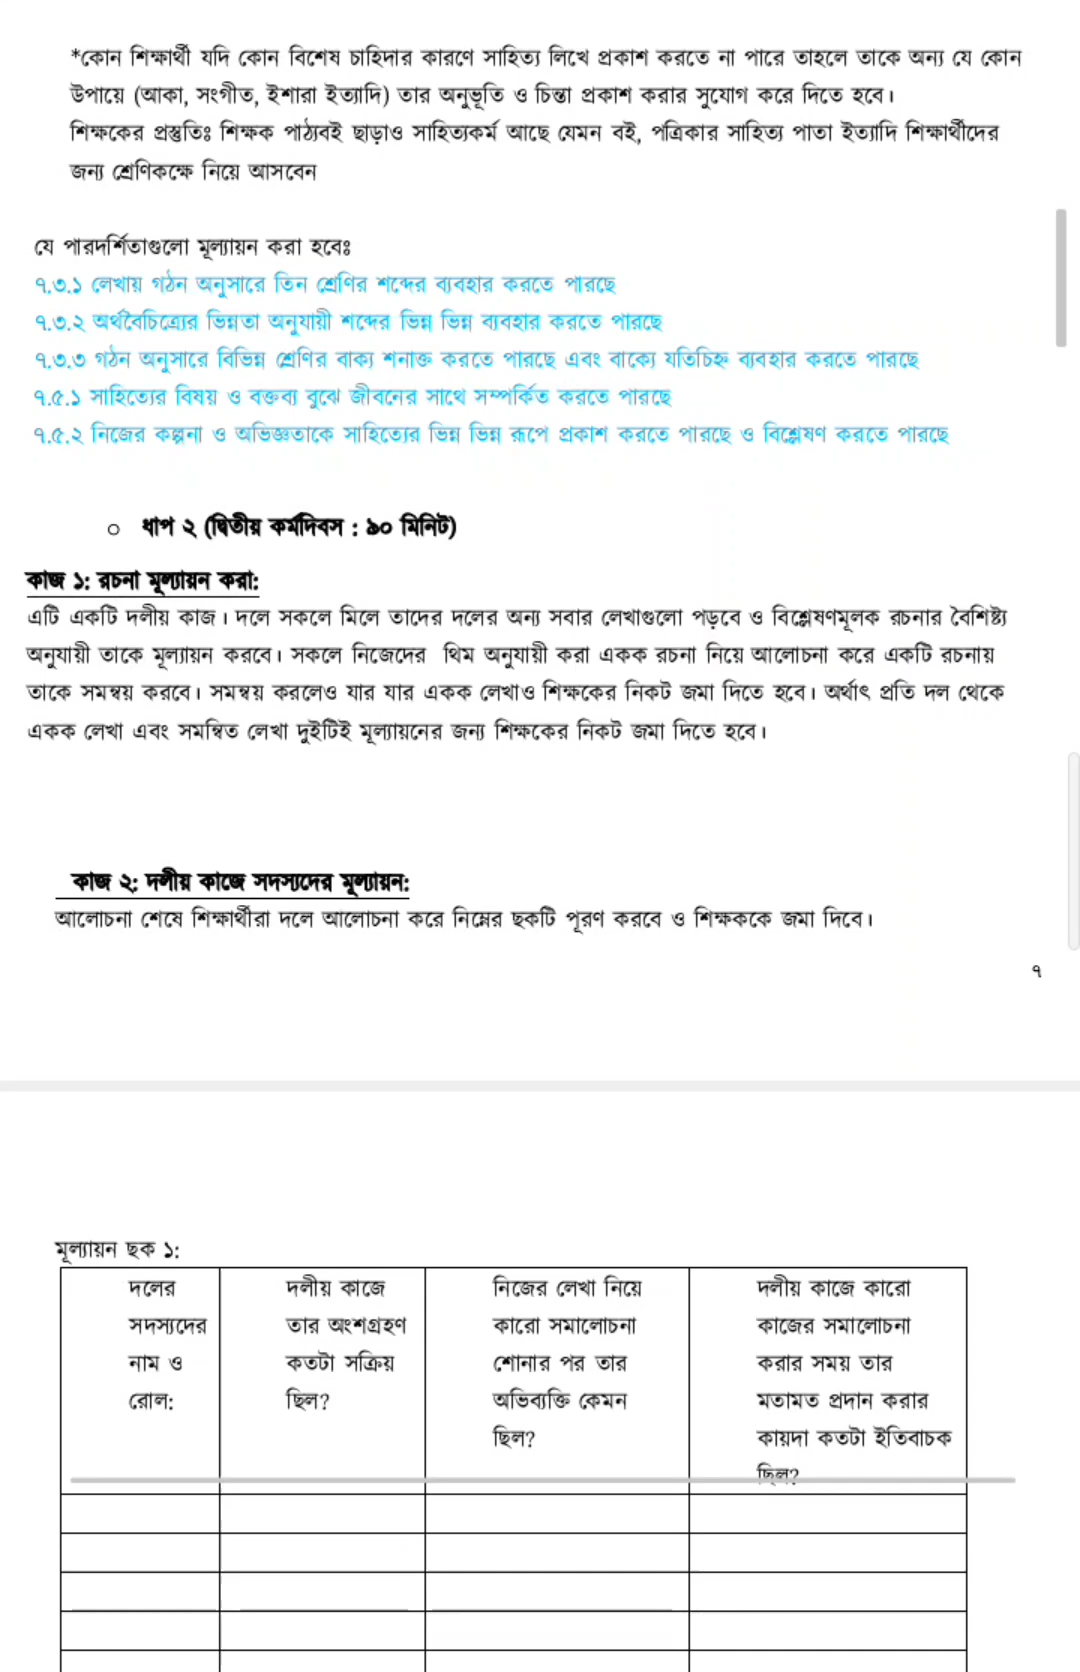 *কোন শিক্ষার্থী যদি কোন বিশেষ চাহিদার কারণে সাহিত্য লিখে প্রকাশ করতে না পারে তাহলে তাকে অন্য যে কোন
উপায়ে (আকা, সংগীত, ইশারা ইত্যাদি) তার অনুভূতি ও চিন্তা প্রকাশ করার সুযোগ করে দিতে হবে।
শিক্ষকের প্রস্তুতিঃ শিক্ষক পাঠ্যবই ছাড়াও সাহিত্যকর্ম আছে যেমন বই, পত্রিকার সাহিত্য পাতা ইত্যাদি শিক্ষার্থীদের
জন্য শ্রেণিকক্ষে নিয়ে আসবেন
যে পারদর্শিতাগুলো মূল্যায়ন করা হবেঃ
৭.৩.১ লেখায় গঠন অনুসারে তিন শ্রেণির শব্দের ব্যবহার করতে পারছে
৭.৩.২ অর্থবৈচিত্র্যের ভিন্নতা অনুযায়ী শব্দের ভিন্ন ভিন্ন ব্যবহার করতে পারছে
৭.৩.৩ গঠন অনুসারে বিভিন্ন শ্রেণির বাক্য শনাক্ত করতে পারছে এবং বাক্যে যতিচিহ্ন ব্যবহার করতে পারছে
৭.৫.১ সাহিত্যের বিষয় ও বক্তব্য বুঝে জীবনের সাথে সম্পর্কিত করতে পারছে
৭.৫.২ নিজের কল্পনা ও অভিজ্ঞতাকে সাহিত্যের ভিন্ন ভিন্ন রূপে প্রকাশ করতে পারছে ও বিশ্লেষণ করতে পারছে
○ ধাপ ২ (দ্বিতীয় কর্মদিবস : ৯০ মিনিট)
কাজ ১: রচনা মূল্যায়ন করা:
এটি একটি দলীয় কাজ। দলে সকলে মিলে তাদের দলের অন্য সবার লেখাগুলো পড়বে ও বিশ্লেষণমূলক রচনার বৈশিষ্ট্য
অনুযায়ী তাকে মূল্যায়ন করবে। সকলে নিজেদের থিম অনুযায়ী করা একক রচনা নিয়ে আলোচনা করে একটি রচনায়
তাকে সমন্বয় করবে। সমন্বয় করলেও যার যার একক লেখাও শিক্ষকের নিকট জমা দিতে হবে। অর্থাৎ প্রতি দল থেকে
একক লেখা এবং সমন্বিত লেখা দুইটিই মূল্যায়নের জন্য শিক্ষকের নিকট জমা দিতে হবে।
কাজ ২: দলীয় কাজে সদস্যদের মূল্যায়ন:
আলোচনা শেষে শিক্ষার্থীরা দলে আলোচনা করে নিম্নের ছকটি পূরণ করবে ও শিক্ষককে জমা দিবে।
৭
মূল্যায়ন ছক ১:
দলের
সদস্যদের
নাম ও
রোল:
দলীয় কাজে
তার অংশগ্রহণ
কতটা সক্রিয়
ছিল?
নিজের লেখা নিয়ে
কারো সমালোচনা
শোনার পর তার
অভিব্যক্তি কেমন
ছিল?
দলীয় কাজে কারো
কাজের সমালোচনা
করার সময় তার
মতামত প্রদান করার
কায়দা কতটা ইতিবাচক
ছিল?